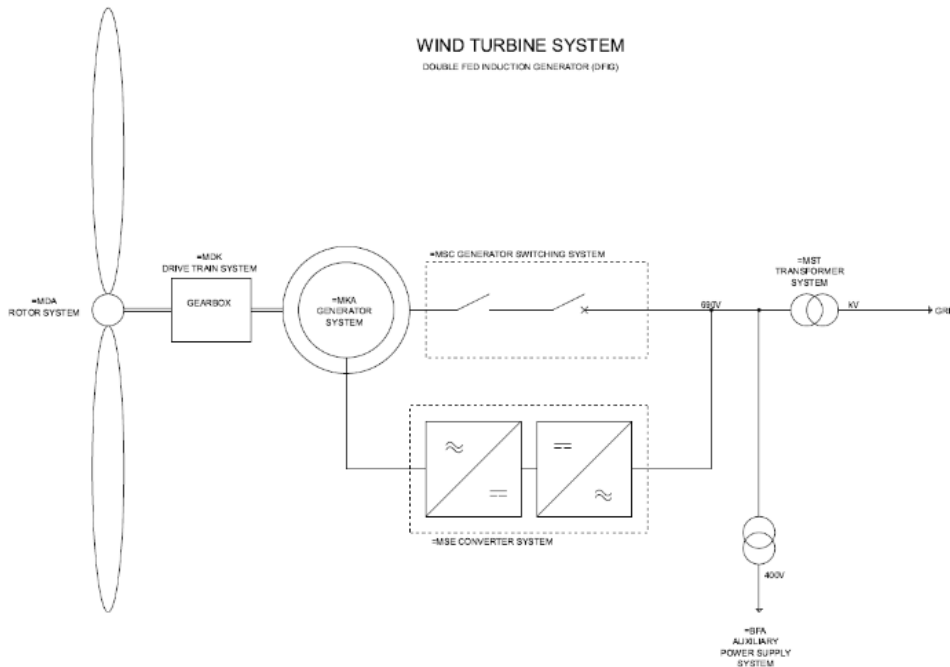 WIND TURBINE SYSTEM
DOUBLE FED INDUCTION GENERATOR (DFIG)
=MDK
DRIVE TRAIN SYSTEM
=MSC GENERATOR SWITCHING SYSTEM
=MST
TRANSFORMER
SYSTEM
=MDA
ROTOR SYSTEM
GEARBOX
=MKA
GENERATOR
SYSTEM
690V
kV
GRI
=MSE CONVERTER SYSTEM
400V
=BFA
AUXILIARY
POWER SUPPLY
SYSTEM